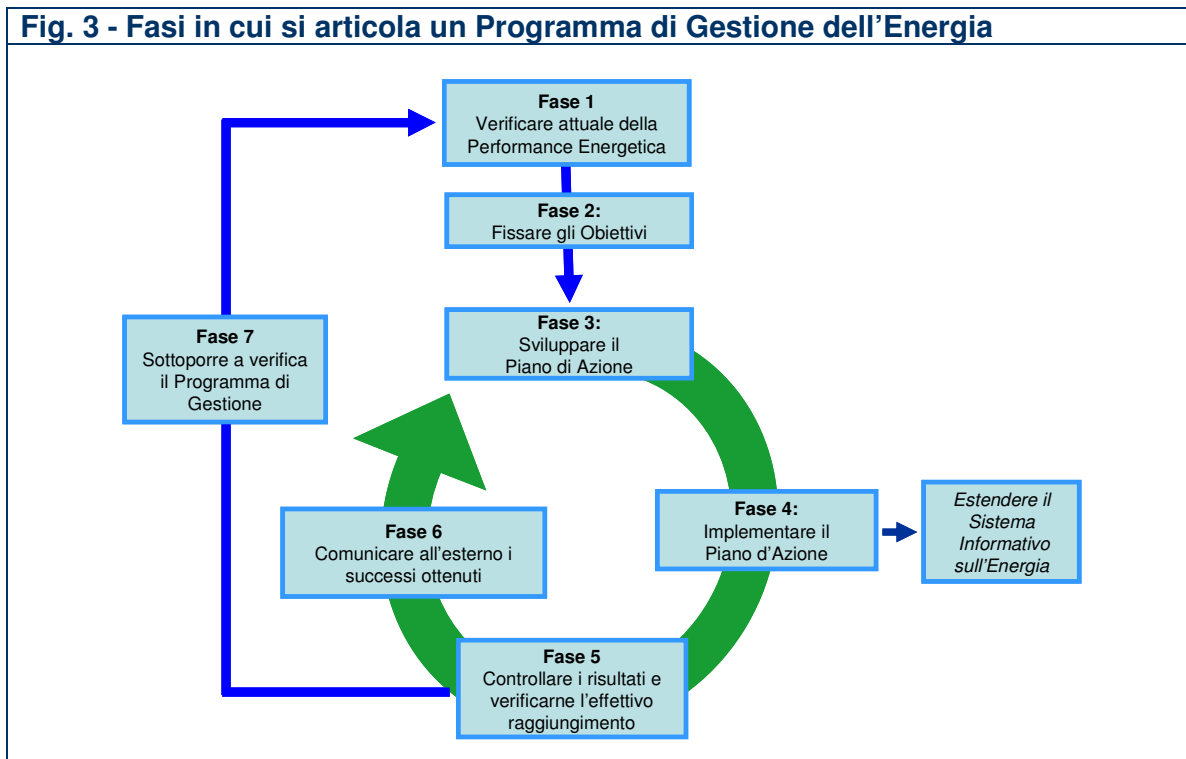 Fig. 3 - Fasi in cui si articola un Programma di Gestione dell’Energia
Fase 1
Verificare attuale della
Performance Energetica
Fase 2:
Fissare gli Obiettivi
Fase 3:
Sviluppare il
Piano di Azione
Fase 7
Sottoporre a verifica
il Programma di
Gestione
Fase 4:
Implementare il
Piano d’Azione
Estendere il
Sistema
Informativo
sull’Energia
Fase 6
Comunicare all’esterno i
successi ottenuti
Fase 5
Controllare i risultati e
verificarne l’effettivo
raggiungimento